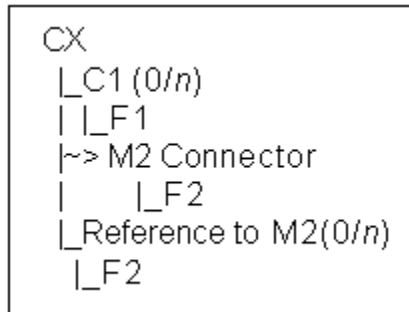 CX
|_C1 (0/n)
| |_F1
|~> M2 Connector
|      |_F2
|_Reference to M2(0/n)
  |_F2